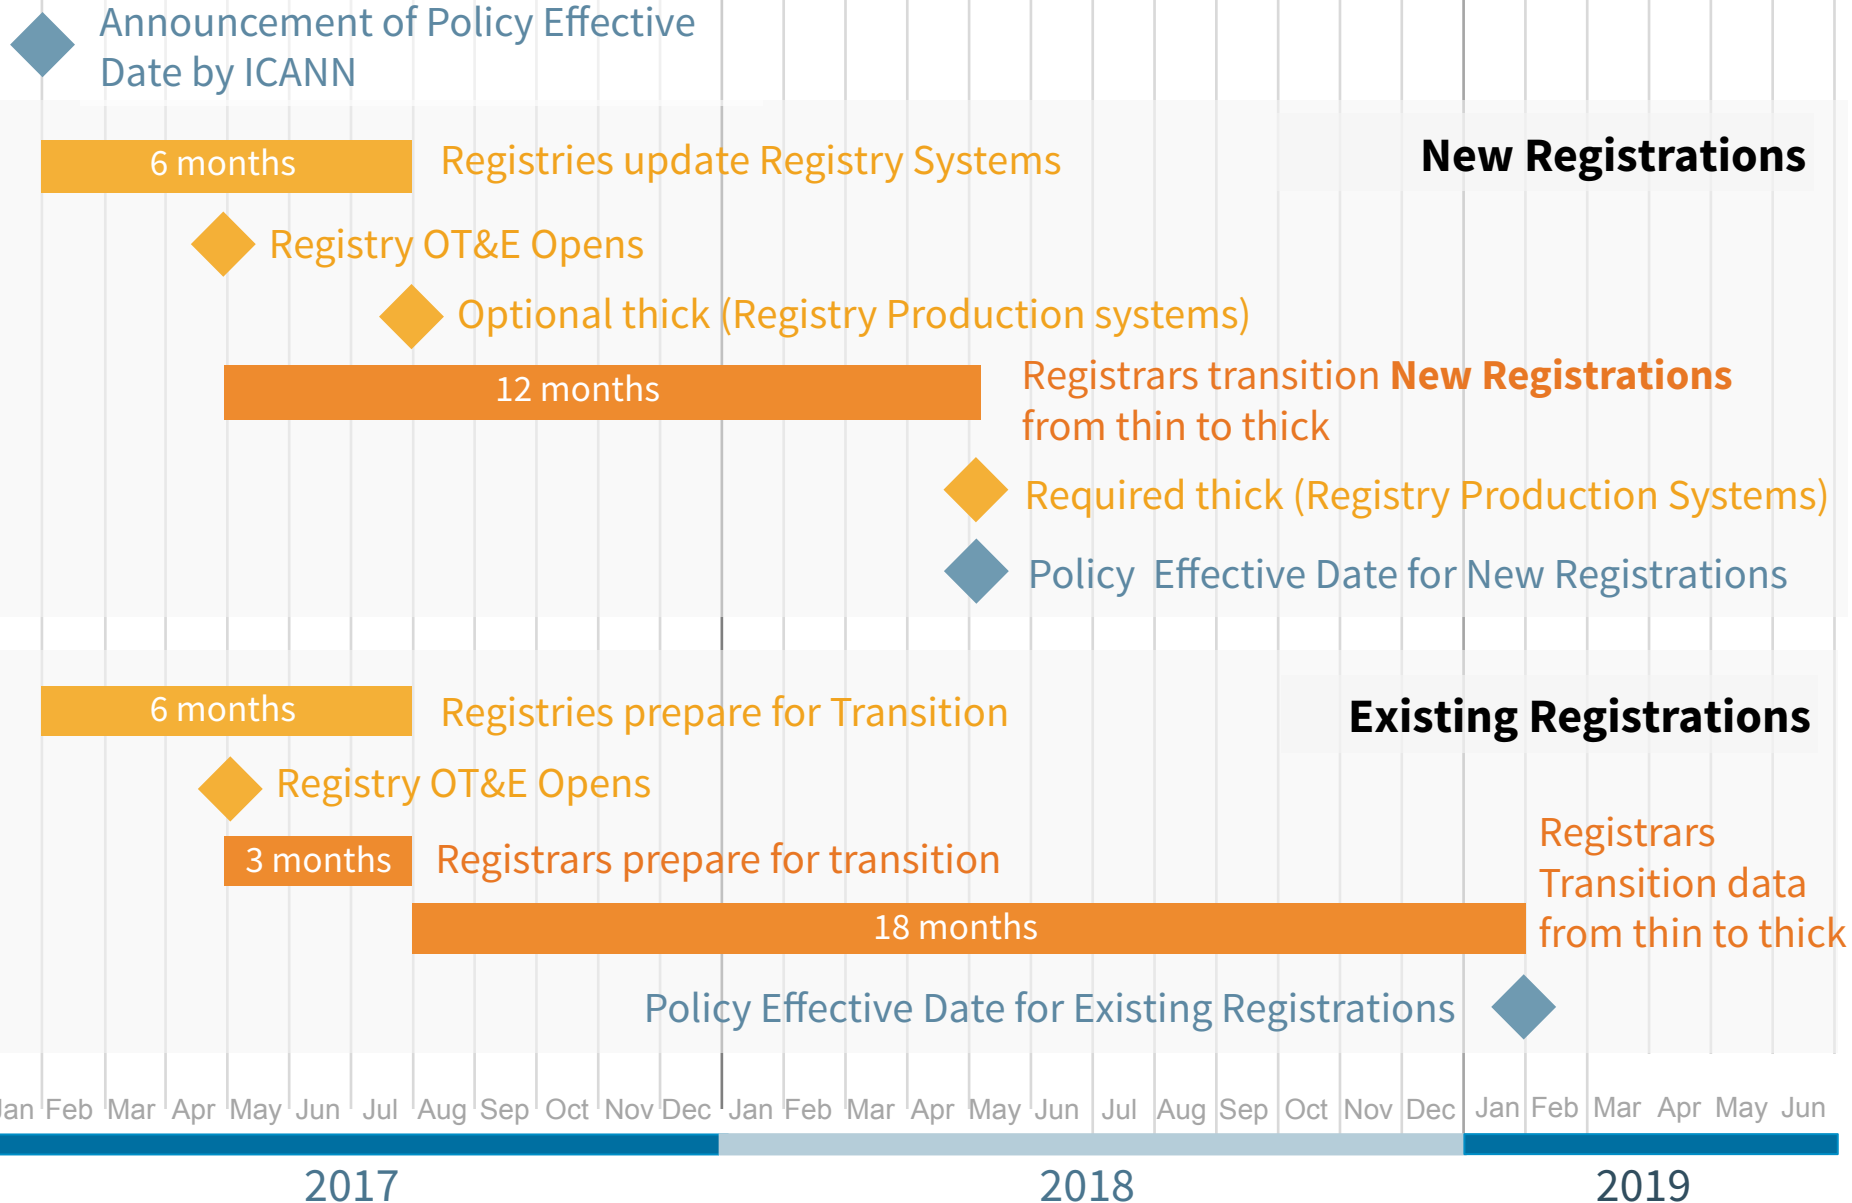 Announcement of Policy Effective
Date by ICANN
6 months
Registries update Registry Systems
New Registrations
Registry OT&E Opens
Optional thick (Registry Production systems)
12 months
Registrars transition New Registrations
from thin to thick
Required thick (Registry Production Systems)
Policy  Effective Date for New Registrations
6 months
Registries prepare for Transition
Existing Registrations
Registry OT&E Opens
3 months
Registrars prepare for transition
Registrars
Transition data
from thin to thick
18 months
Policy Effective Date for Existing Registrations
Jan Feb Mar Apr May Jun Jul Aug Sep Oct Nov Dec Jan Feb Mar Apr May Jun Jul Aug Sep Oct Nov Dec Jan Feb Mar Apr May Jun
2017 2018 2019